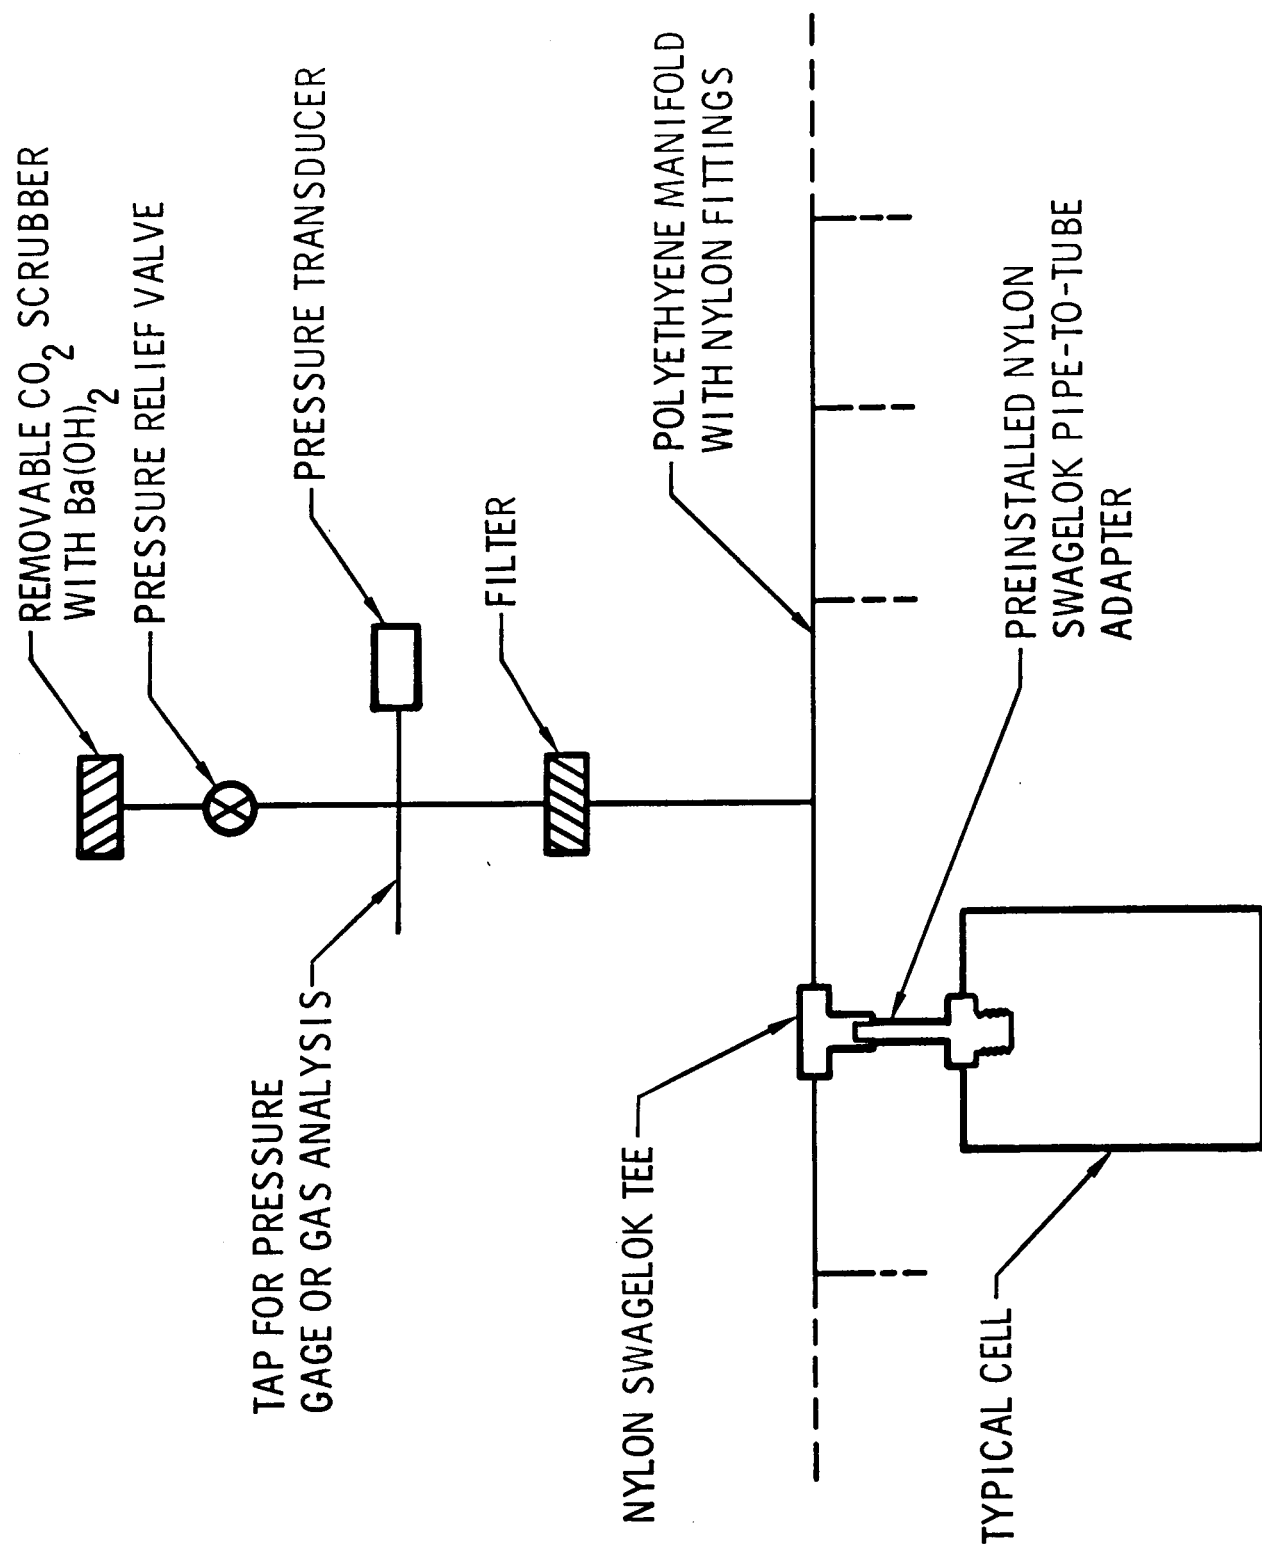 REMOVABLE CO2 SCRUBBER
WITH Ba(OH)2
PRESSURE RELIEF VALVE
TAP FOR PRESSURE
GAGE OR GAS ANALYSIS
PRESSURE TRANSDUCER
FILTER
NYLON SWAGELOK TEE
POLYETHYENE MANIFOLD
WITH NYLON FITTINGS
TYPICAL CELL
PREINSTALLED NYLON
SWAGELOK PIPE-TO-TUBE
ADAPTER